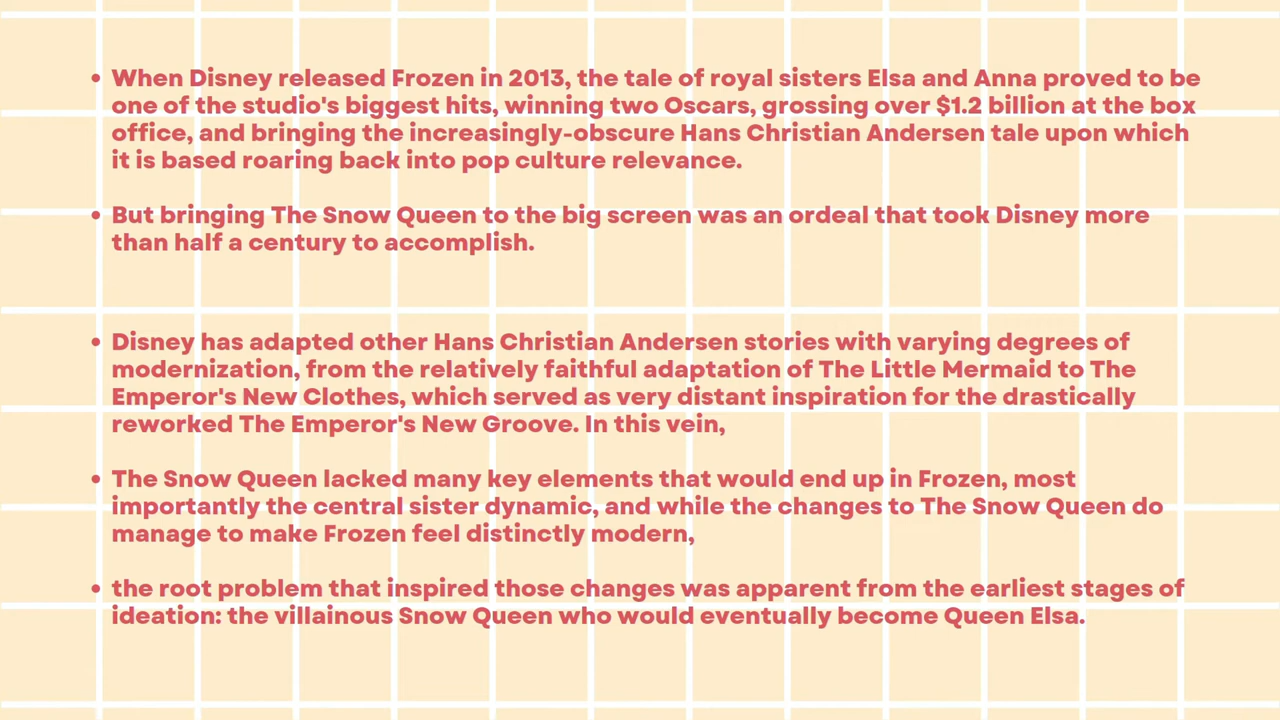 • When Disney released Frozen in 2013, the tale of royal sisters Elsa and Anna proved to be
one of the studio's biggest hits, winning two Oscars, grossing over $1.2 billion at the box
office, and bringing the increasingly-obscure Hans Christian Andersen tale upon which
it is based roaring back into pop culture relevance.
• But bringing The Snow Queen to the big screen was an ordeal that took Disney more
than half a century to accomplish.
• Disney has adapted other Hans Christian Andersen stories with varying degrees of
modernization, from the relatively faithful adaptation of The Little Mermaid to The
Emperor's New Clothes, which served as very distant inspiration for the drastically
reworked The Emperor's New Groove. In this vein,
• The Snow Queen lacked many key elements that would end up in Frozen, most
importantly the central sister dynamic, and while the changes to The Snow Queen do
manage to make Frozen feel distinctly modern,
• the root problem that inspired those changes was apparent from the earliest stages of
ideation: the villainous Snow Queen who would eventually become Queen Elsa.